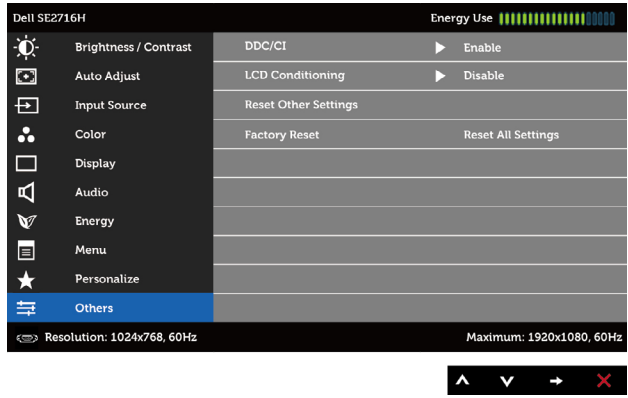 Dell SE2716H Energy Use
Brightness / Contrast DDC/CI Enable
Auto Adjust LCD Conditioning Disable
Input Source Reset Other Settings
Color Factory Reset Reset All Settings
Display
Audio
Energy
Menu
Personalize
Others
Resolution: 1024x768, 60Hz Maximum: 1920x1080, 60Hz